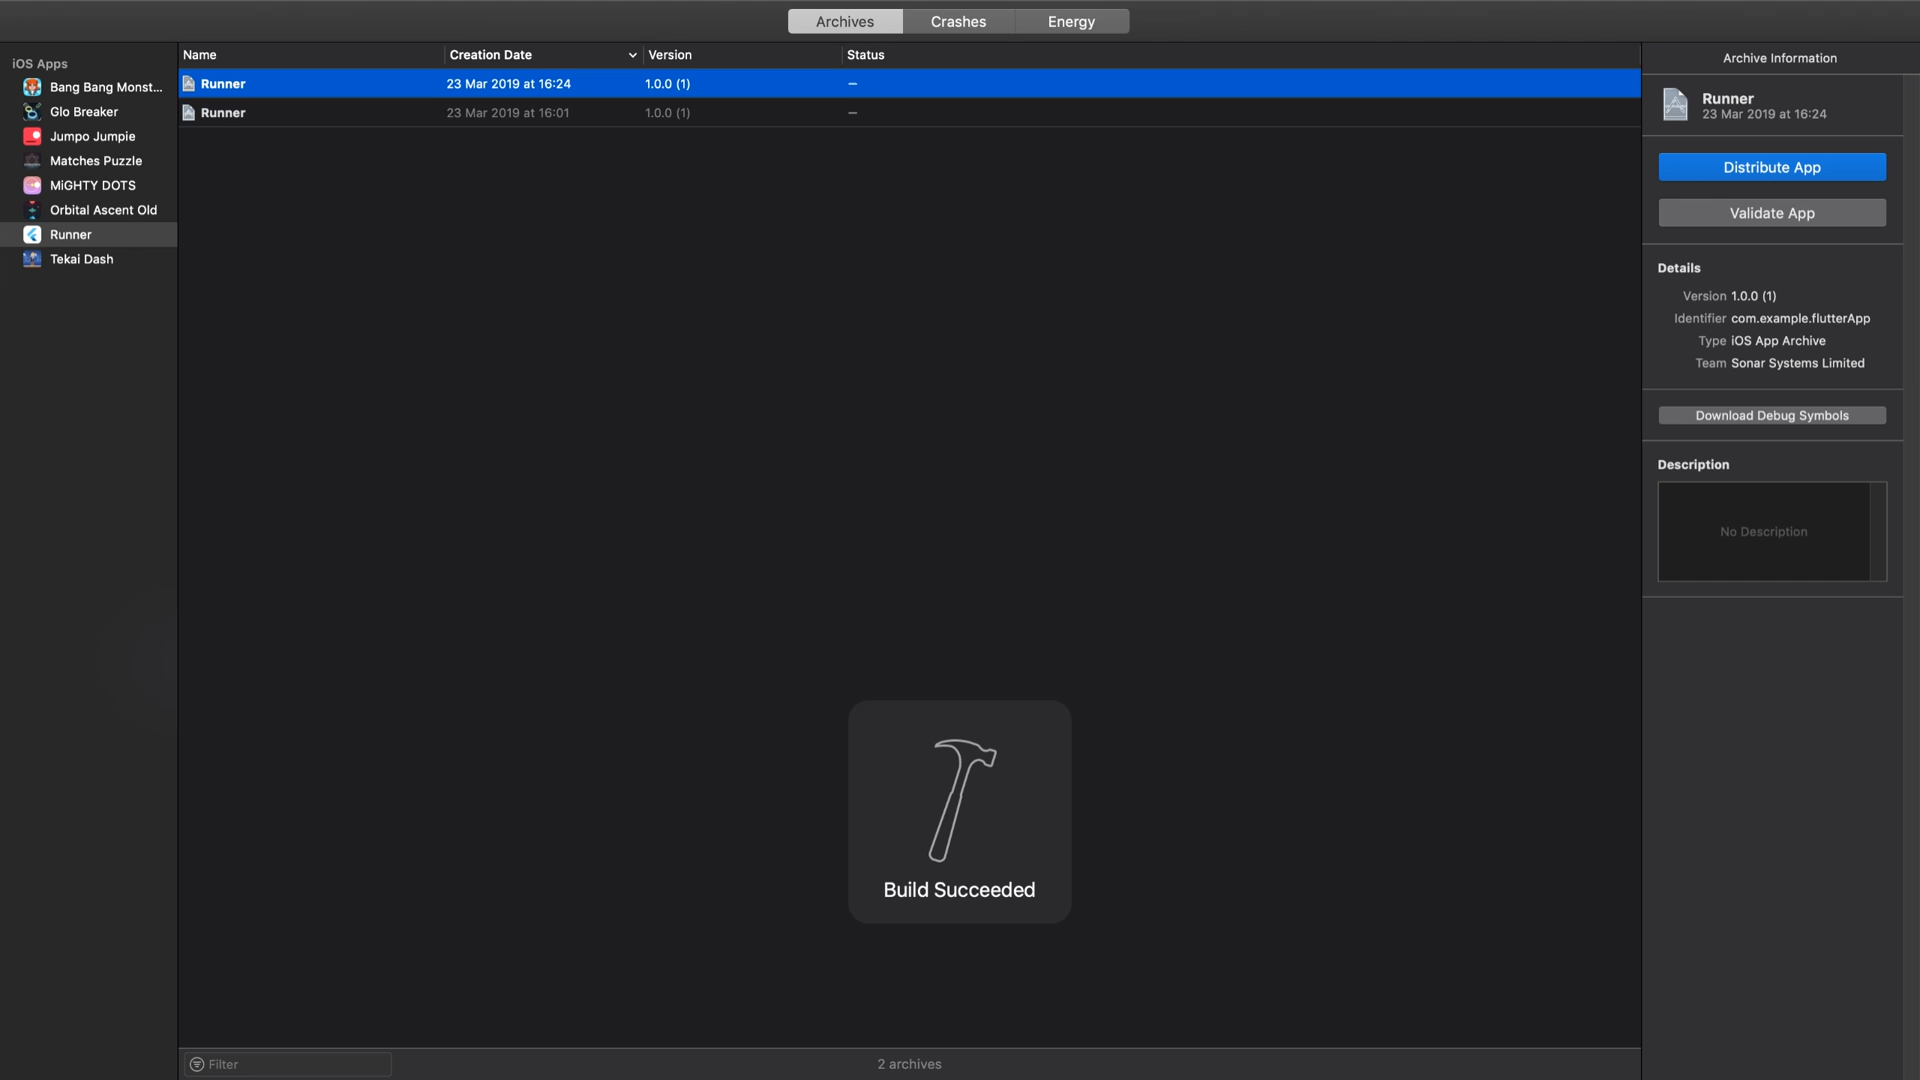 Archives Crashes Energy
iOS Apps
Bang Bang Monst...
Glo Breaker
Jumpo Jumpie
Matches Puzzle
MiGHTY DOTS
Orbital Ascent Old
Runner
Tekai Dash
Name Creation Date Version Status
Runner 23 Mar 2019 at 16:24 1.0.0 (1) –
Runner 23 Mar 2019 at 16:01 1.0.0 (1) –
Build Succeeded
Filter
2 archives
Archive Information
Runner
23 Mar 2019 at 16:24
Distribute App
Validate App
Details
Version 1.0.0 (1)
Identifier com.example.flutterApp
Type iOS App Archive
Team Sonar Systems Limited
Download Debug Symbols
Description
No Description